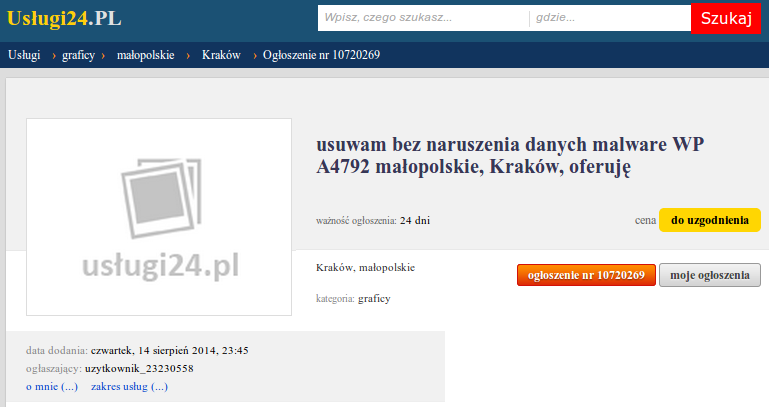 Usługi24.PL
Wpisz, czego szukasz... gdzie... Szukaj
Usługi › graficy › małopolskie › Kraków › Ogłoszenie nr 10720269
usługi24.pl
usuwam bez naruszenia danych malware WP
A4792 małopolskie, Kraków, oferuję
ważność ogłoszenia: 24 dni
cena do uzgodnienia
Kraków, małopolskie
ogłoszenie nr 10720269 moje ogłoszenia
kategoria: graficy
data dodania: czwartek, 14 sierpień 2014, 23:45
ogłaszający: uzytkownik_23230558
o mnie (...) zakres usług (...)